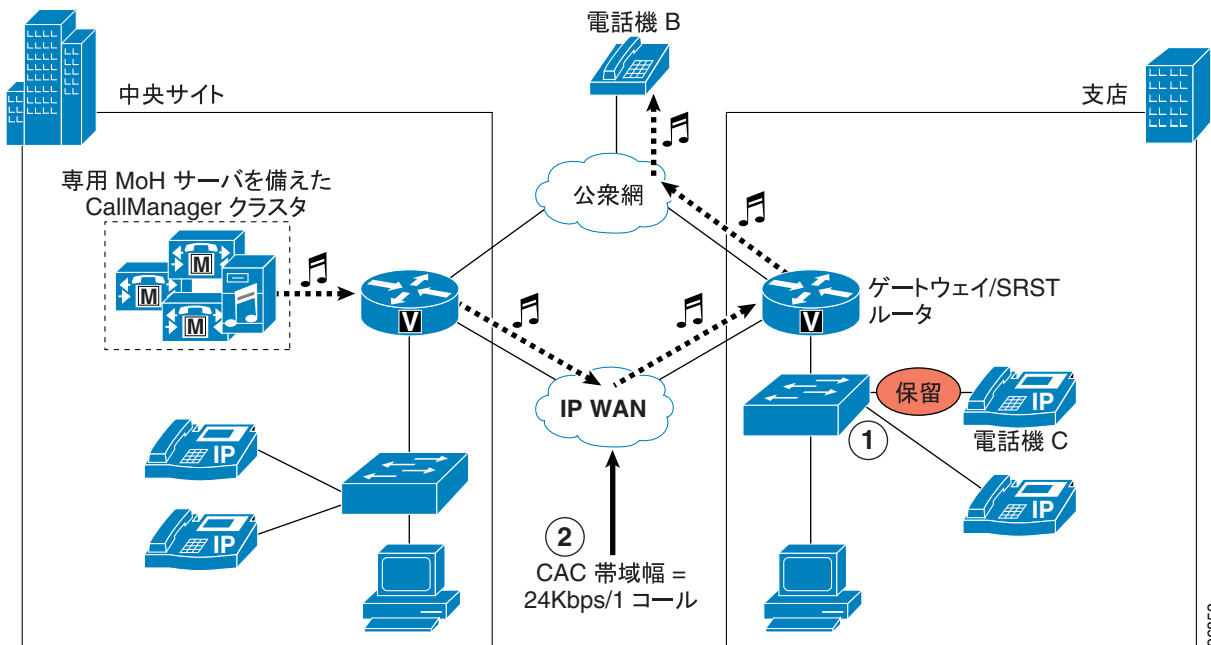 電話機 B
中央サイト
支店
専用 MoH サーバを備えた
CallManager クラスタ
公衆網
M
M
M
V
V
ゲートウェイ/SRST
ルータ
IP WAN
保留
IP
電話機 C
1
IP
IP
IP
2
CAC 帯域幅 =
24Kbps/1 コール